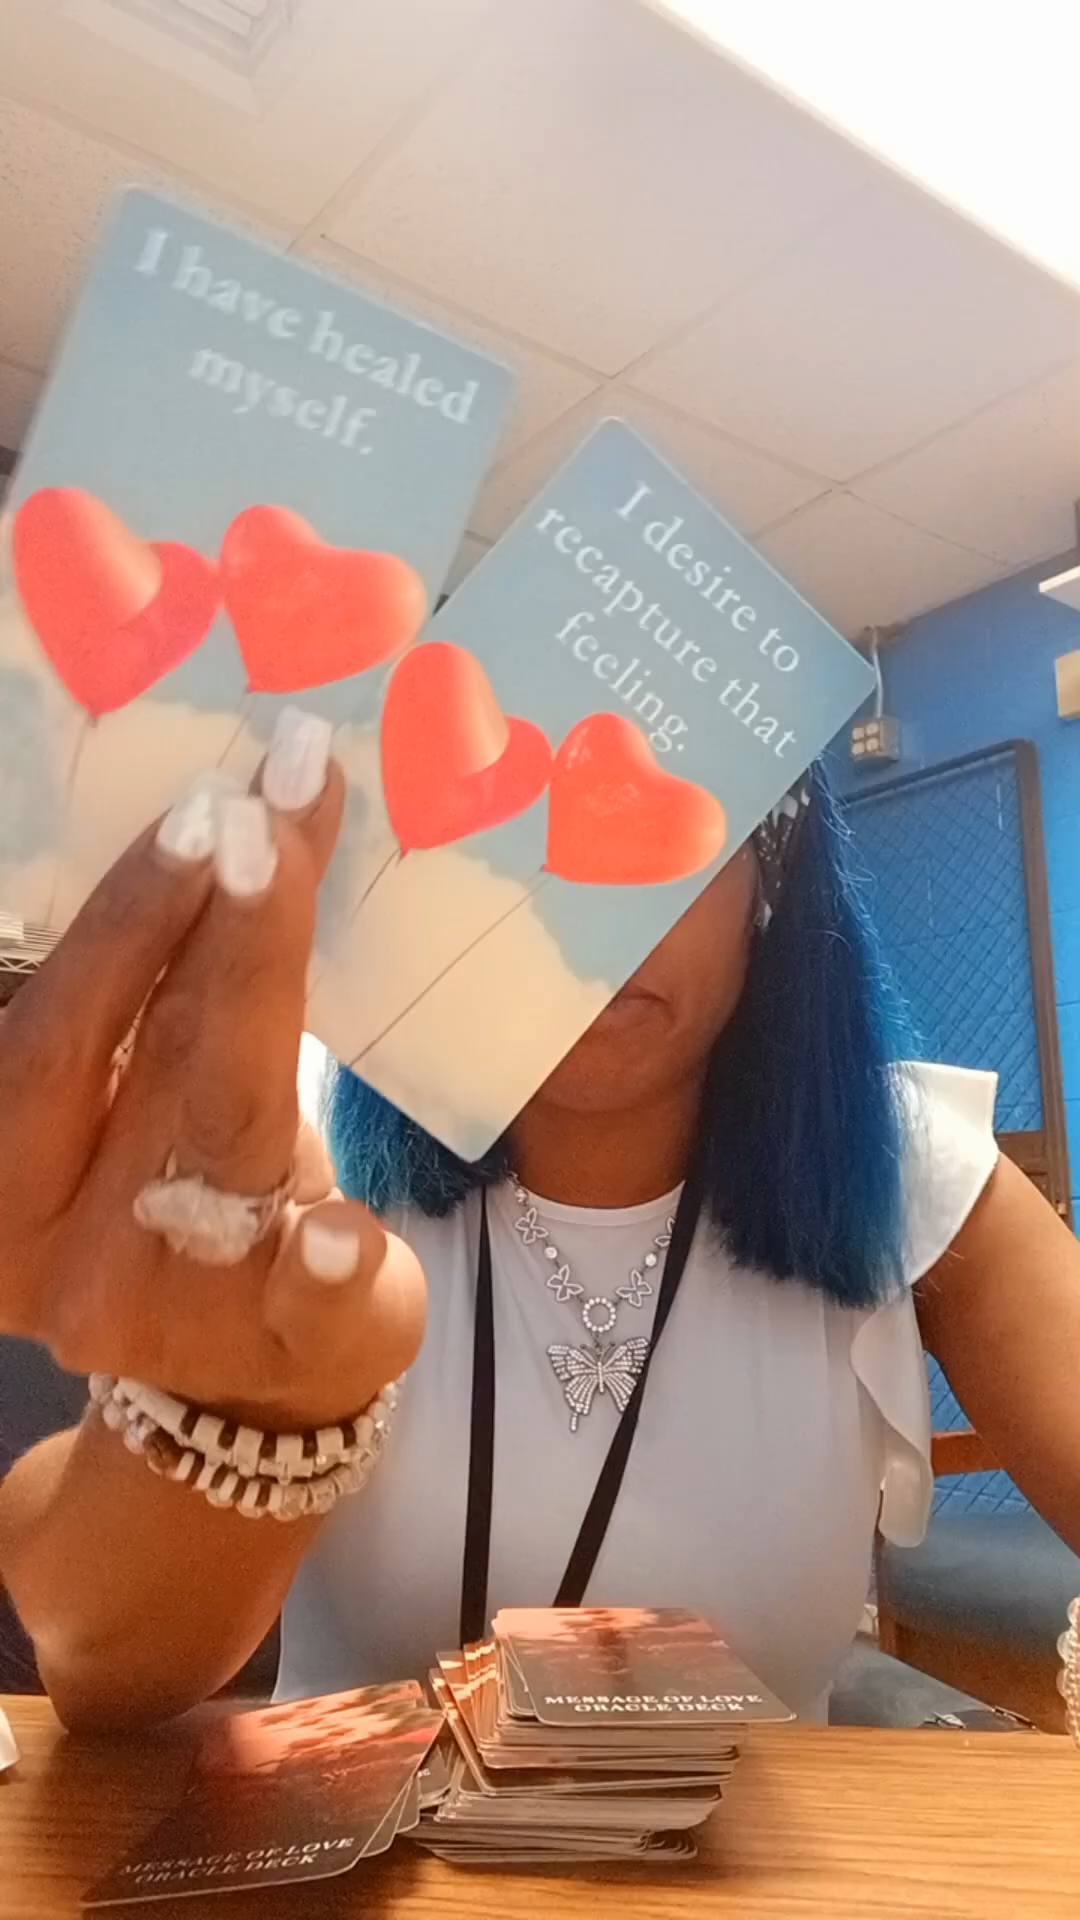 I have healed
myself.
I desire to
recapture that
feeling.
MESSAGE OF LOVE
ORACLE DECK
MESSAGE OF LOVE
ORACLE DECK